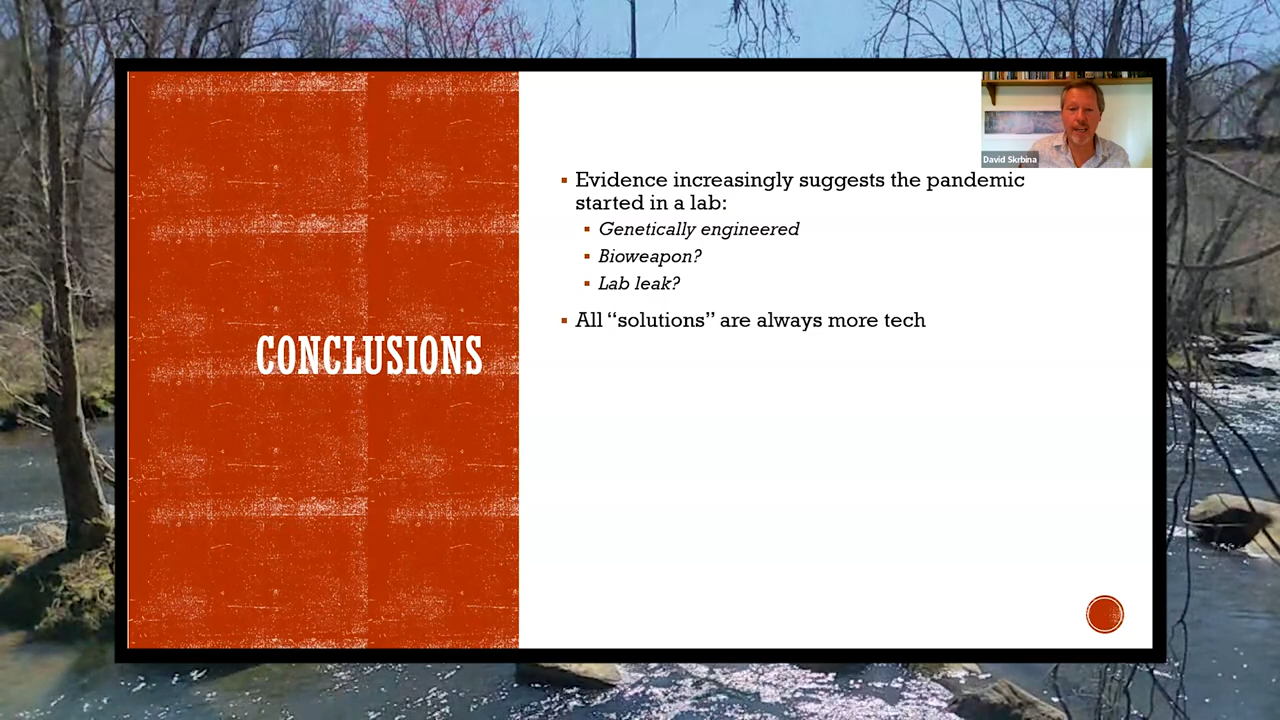 David Skrbina
Evidence increasingly suggests the pandemic
started in a lab:
Genetically engineered
Bioweapon?
Lab leak?
All “solutions” are always more tech
CONCLUSIONS